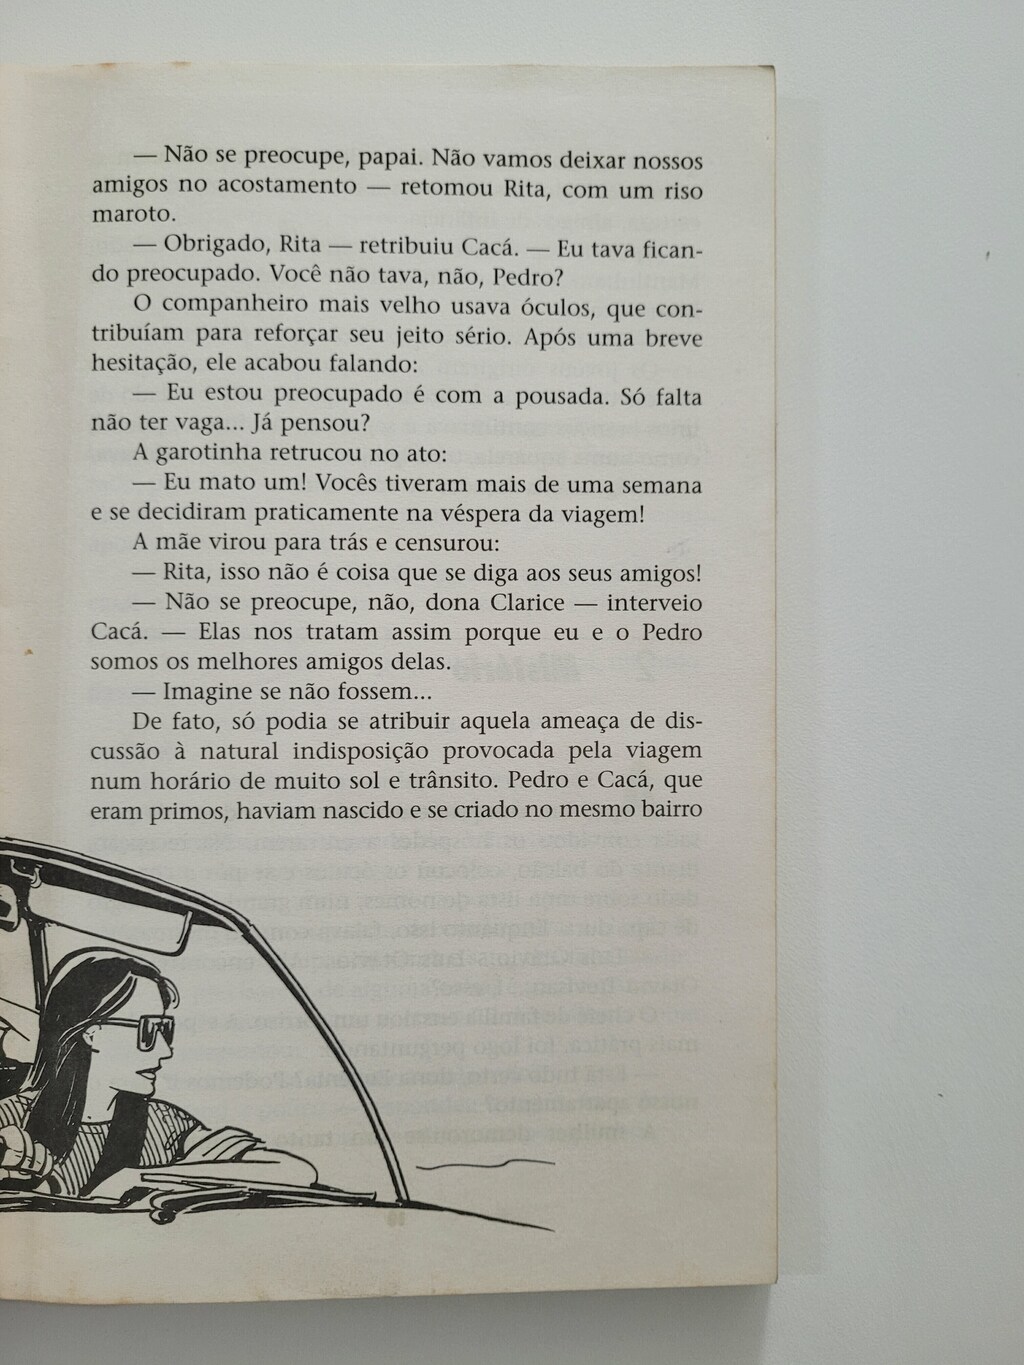 — Não se preocupe, papai. Não vamos deixar nossos
amigos no acostamento — retomou Rita, com um riso
maroto.
— Obrigado, Rita — retribuiu Cacá. — Eu tava fican-
do preocupado. Você não tava, não, Pedro?
O companheiro mais velho usava óculos, que con-
tribuíam para reforçar seu jeito sério. Após uma breve
hesitação, ele acabou falando:
— Eu estou preocupado é com a pousada. Só falta
não ter vaga... Já pensou?
A garotinha retrucou no ato:
— Eu mato um! Vocês tiveram mais de uma semana
e se decidiram praticamente na véspera da viagem!
A mãe virou para trás e censurou:
— Rita, isso não é coisa que se diga aos seus amigos!
— Não se preocupe, não, dona Clarice — interveio
Cacá. — Elas nos tratam assim porque eu e o Pedro
somos os melhores amigos delas.
— Imagine se não fossem...
De fato, só podia se atribuir aquela ameaça de dis-
cussão à natural indisposição provocada pela viagem
num horário de muito sol e trânsito. Pedro e Cacá, que
eram primos, haviam nascido e se criado no mesmo bairro